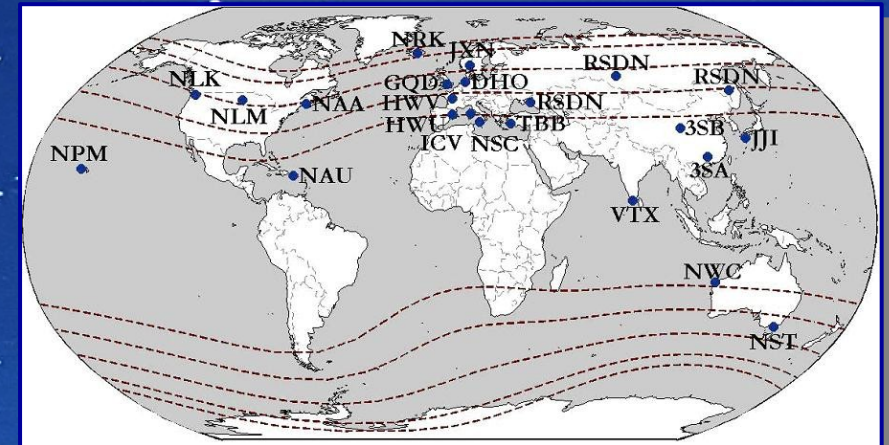 NRK
JXN
RSDN
RSDN
NLK
GQD
DHO
NLM
NAA
HWV
RSDN
HWU
TBB
3SB
JJI
ICV
NSC
NPM
NAU
3SA
VTX
NWC
NST